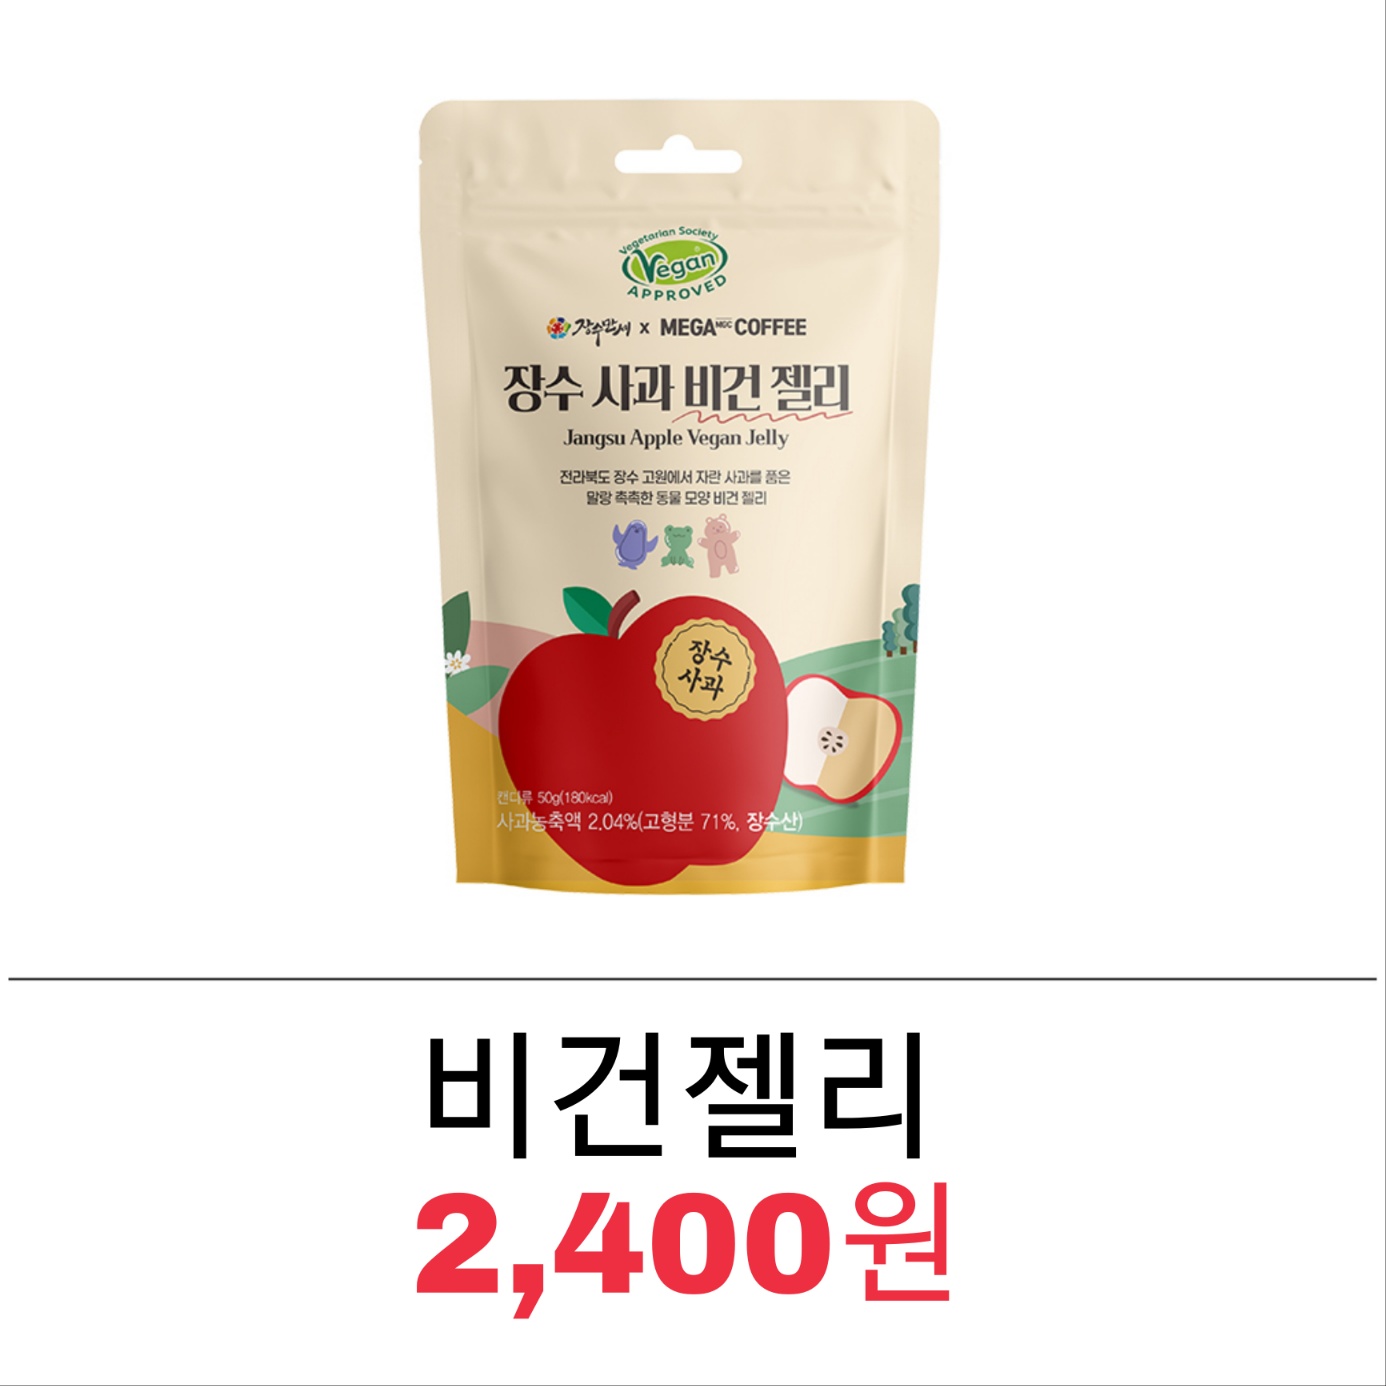 Vegetarian Society
Vegan®
APPROVED
장수만세 x MEGA MGC COFFEE
장수 사과 비건 젤리
Jangsu Apple Vegan Jelly
전라북도 장수 고원에서 자란 사과를 품은
말랑 촉촉한 동물 모양 비건 젤리
장수
사과
캔디류 50g(180kcal)
사과농축액 2.04%(고형분 71%, 장수산)
비건젤리
2,400원